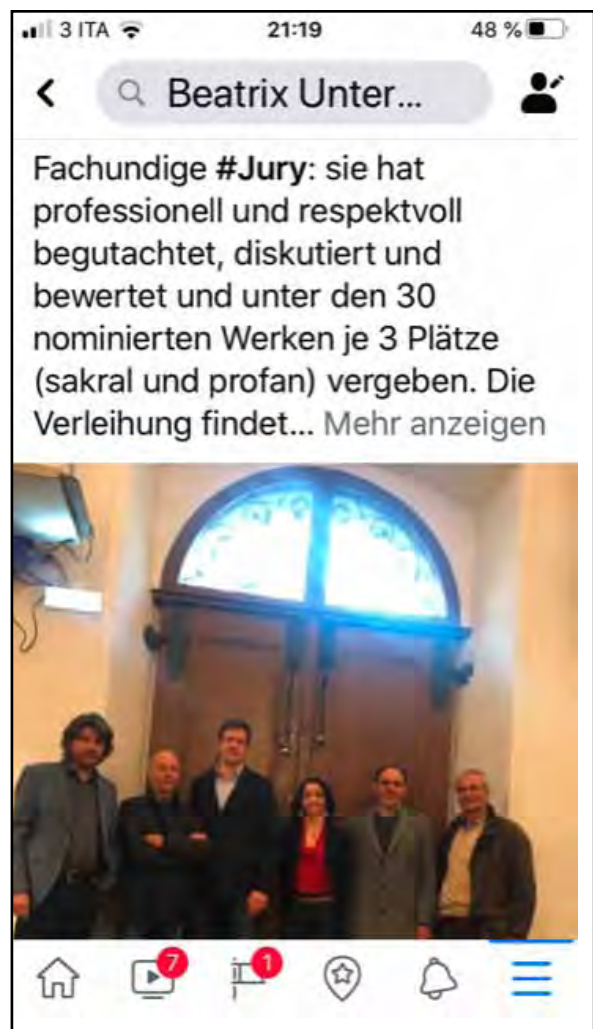 3 ITA 21:19 48 %
Beatrix Unter...
Fachundige #Jury: sie hat
professionell und respektvoll
begutachtet, diskutiert und
bewertet und unter den 30
nominierten Werken je 3 Plätze
(sakral und profan) vergeben. Die
Verleihung findet... Mehr anzeigen
7 1